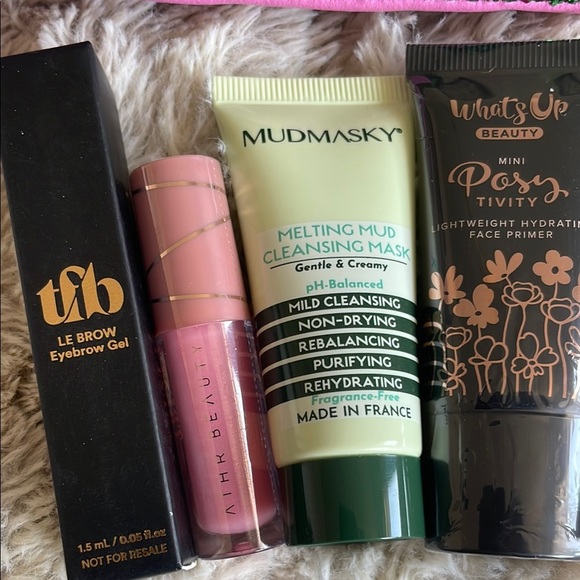 tfb
LE BROW
Eyebrow Gel
1.5 mL / 0.05 fl.oz
NOT FOR RESALE
ATHR BEAUTY
MUDMASKY®
MELTING MUD
CLEANSING MASK
Gentle & Creamy
pH-Balanced
MILD CLEANSING
NON-DRYING
REBALANCING
PURIFYING
REHYDRATING
Fragrance-Free
MADE IN FRANCE
What's Up
BEAUTY
MINI
Posy
TIVITY
LIGHTWEIGHT HYDRATIN
FACE PRIMER